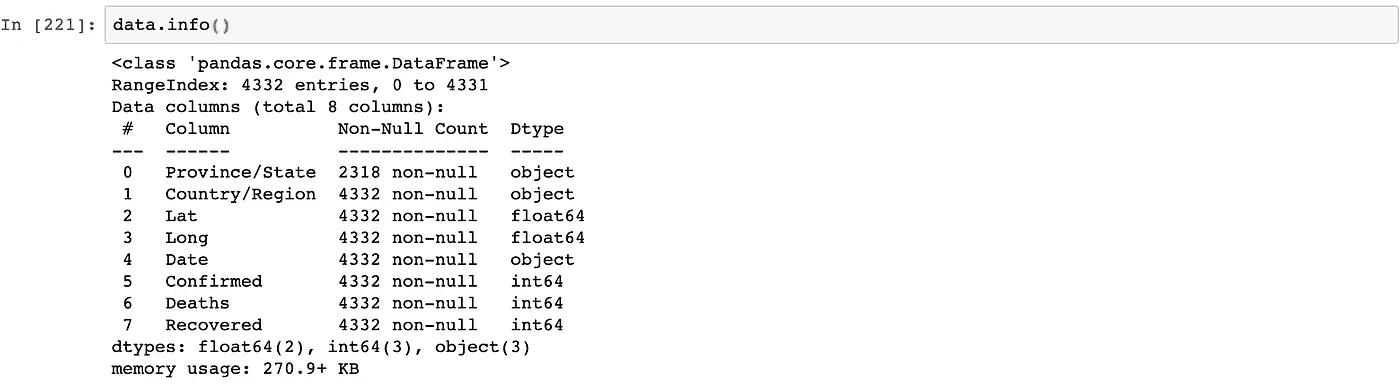 In [221]: data.info()
<class 'pandas.core.frame.DataFrame'>
RangeIndex: 4332 entries, 0 to 4331
Data columns (total 8 columns):
 #   Column          Non-Null Count  Dtype
---  ------          --------------  -----
 0   Province/State  2318 non-null   object
 1   Country/Region  4332 non-null   object
 2   Lat             4332 non-null   float64
 3   Long            4332 non-null   float64
 4   Date            4332 non-null   object
 5   Confirmed       4332 non-null   int64
 6   Deaths          4332 non-null   int64
 7   Recovered       4332 non-null   int64
dtypes: float64(2), int64(3), object(3)
memory usage: 270.9+ KB